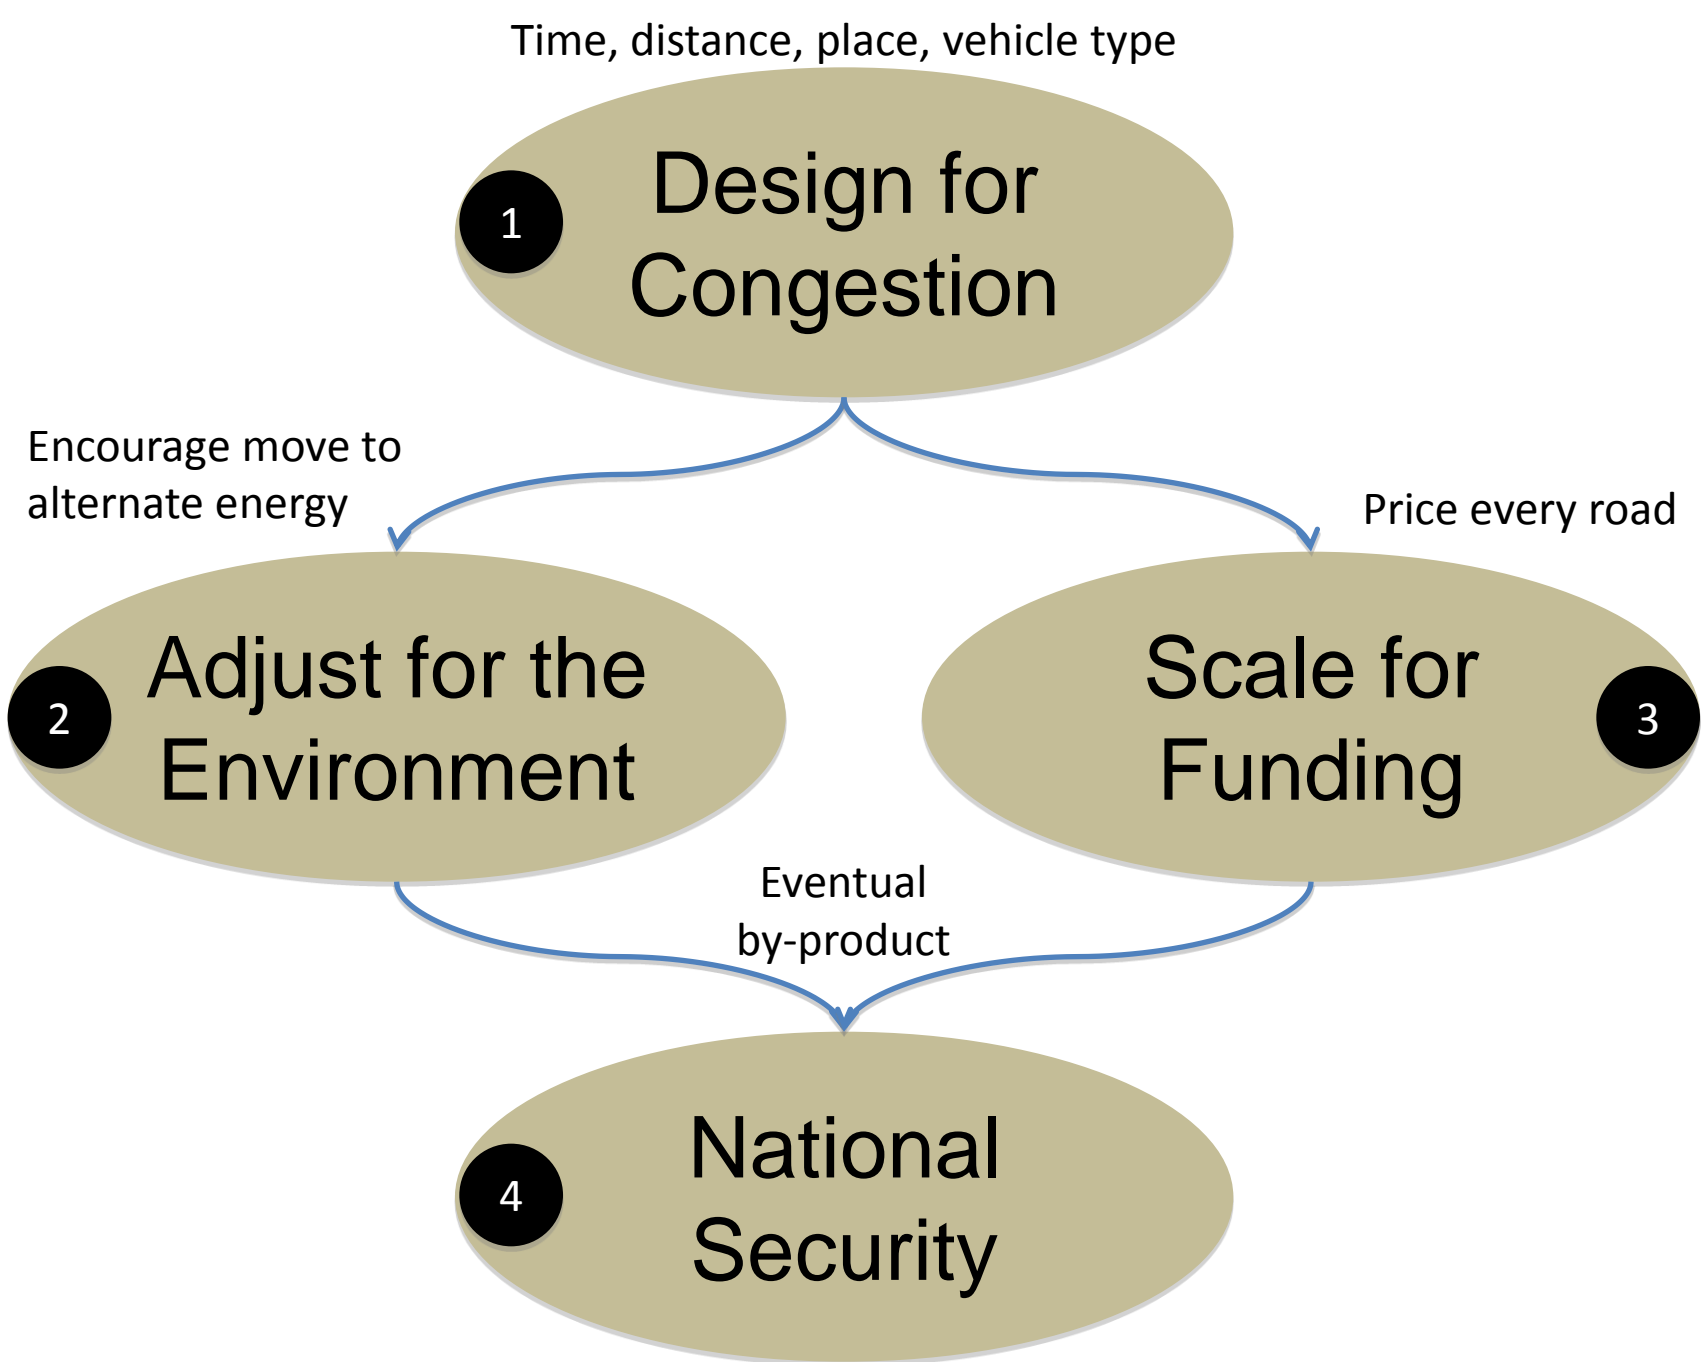 Time, distance, place, vehicle type
1
Design for
Congestion
Encourage move to
alternate energy
Price every road
2
Adjust for the
Environment
Scale for
Funding
3
Eventual
by-product
4
National
Security